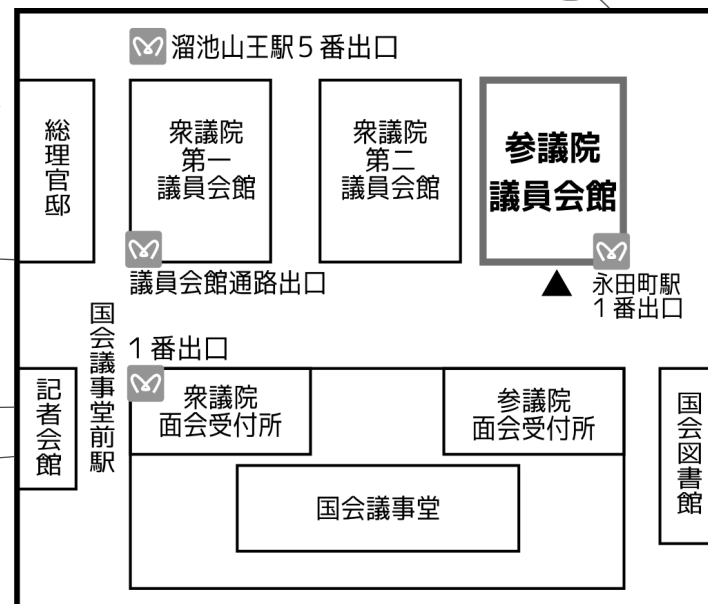 溜池山王駅５番出口
総理官邸
衆議院
第一
議員会館
衆議院
第二
議員会館
参議院
議員会館
議員会館通路出口
永田町駅
１番出口
国会議事堂前駅
１番出口
記者会館
衆議院
面会受付所
参議院
面会受付所
国会図書館
国会議事堂